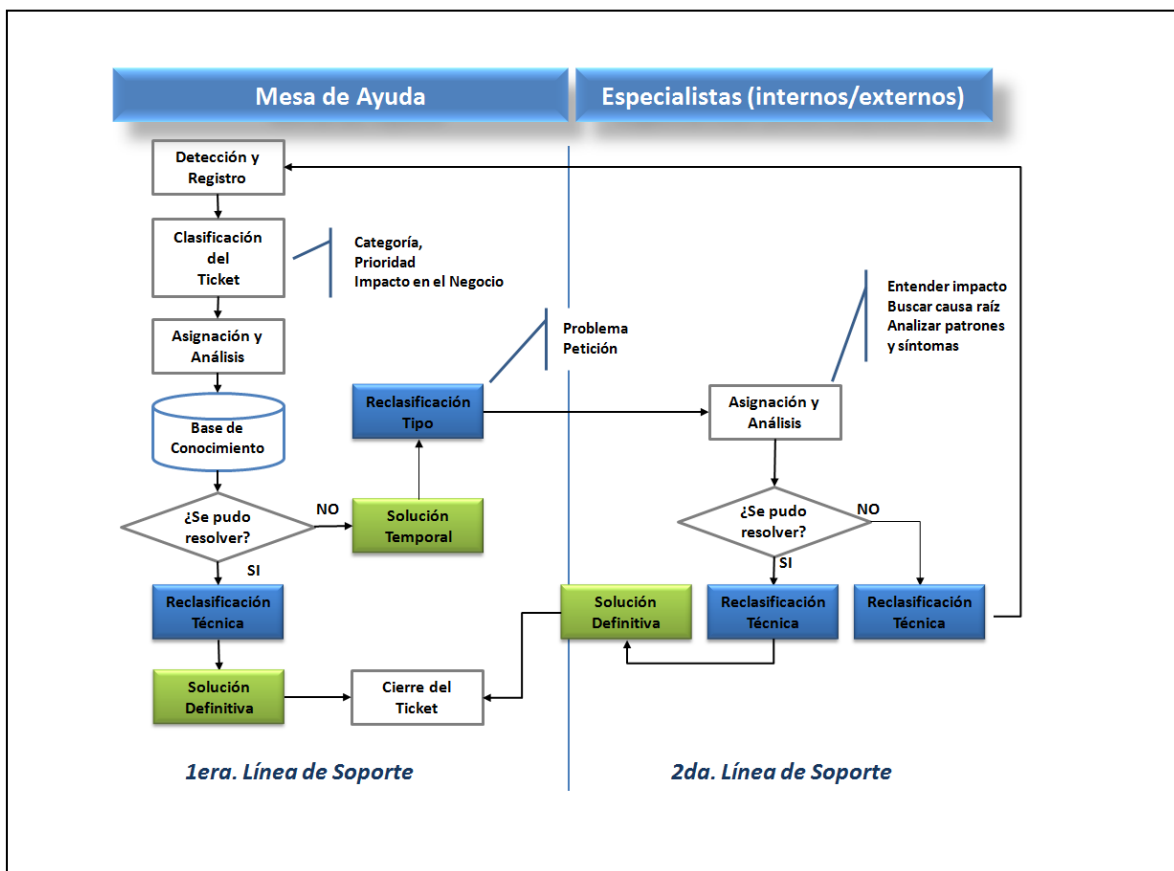 Mesa de Ayuda
Especialistas (internos/externos)
Detección y
Registro
Clasificación
del
Ticket
Categoría,
Prioridad
Impacto en el Negocio
Asignación y
Análisis
Base de
Conocimiento
¿Se pudo
resolver?
NO
SI
Solución
Temporal
Reclasificación
Tipo
Problema
Petición
Reclasificación
Técnica
Solución
Definitiva
Cierre del
Ticket
Entender impacto
Buscar causa raíz
Analizar patrones
y síntomas
Asignación y
Análisis
¿Se pudo
resolver?
NO
SI
Solución
Definitiva
Reclasificación
Técnica
Reclasificación
Técnica
1era. Línea de Soporte
2da. Línea de Soporte